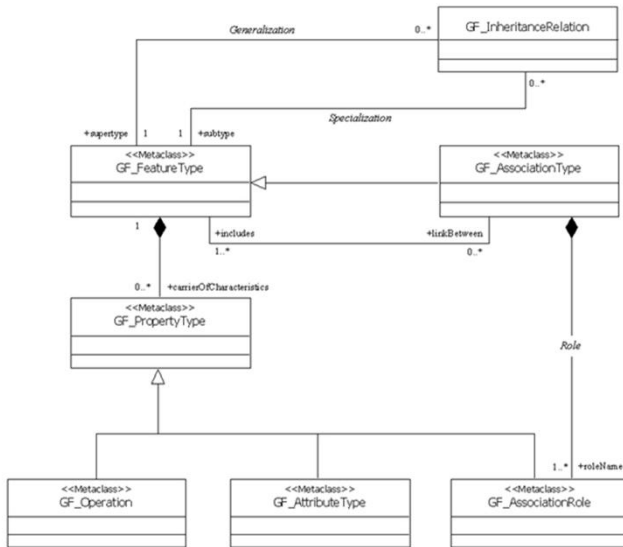 Generalization
0..*
GF_InheritanceRelation
0..*
Specialization
+supertype 1 1 +subtype
<<Metaclass>>
GF_FeatureType
<<Metaclass>>
GF_AssociationType
1
+includes
1..*
+linkBetween
0..*
0..* +carrierOfCharacteristics
<<Metaclass>>
GF_PropertyType
Role
1..* +roleName
<<Metaclass>>
GF_Operation
<<Metaclass>>
GF_AttributeType
<<Metaclass>>
GF_AssociationRole